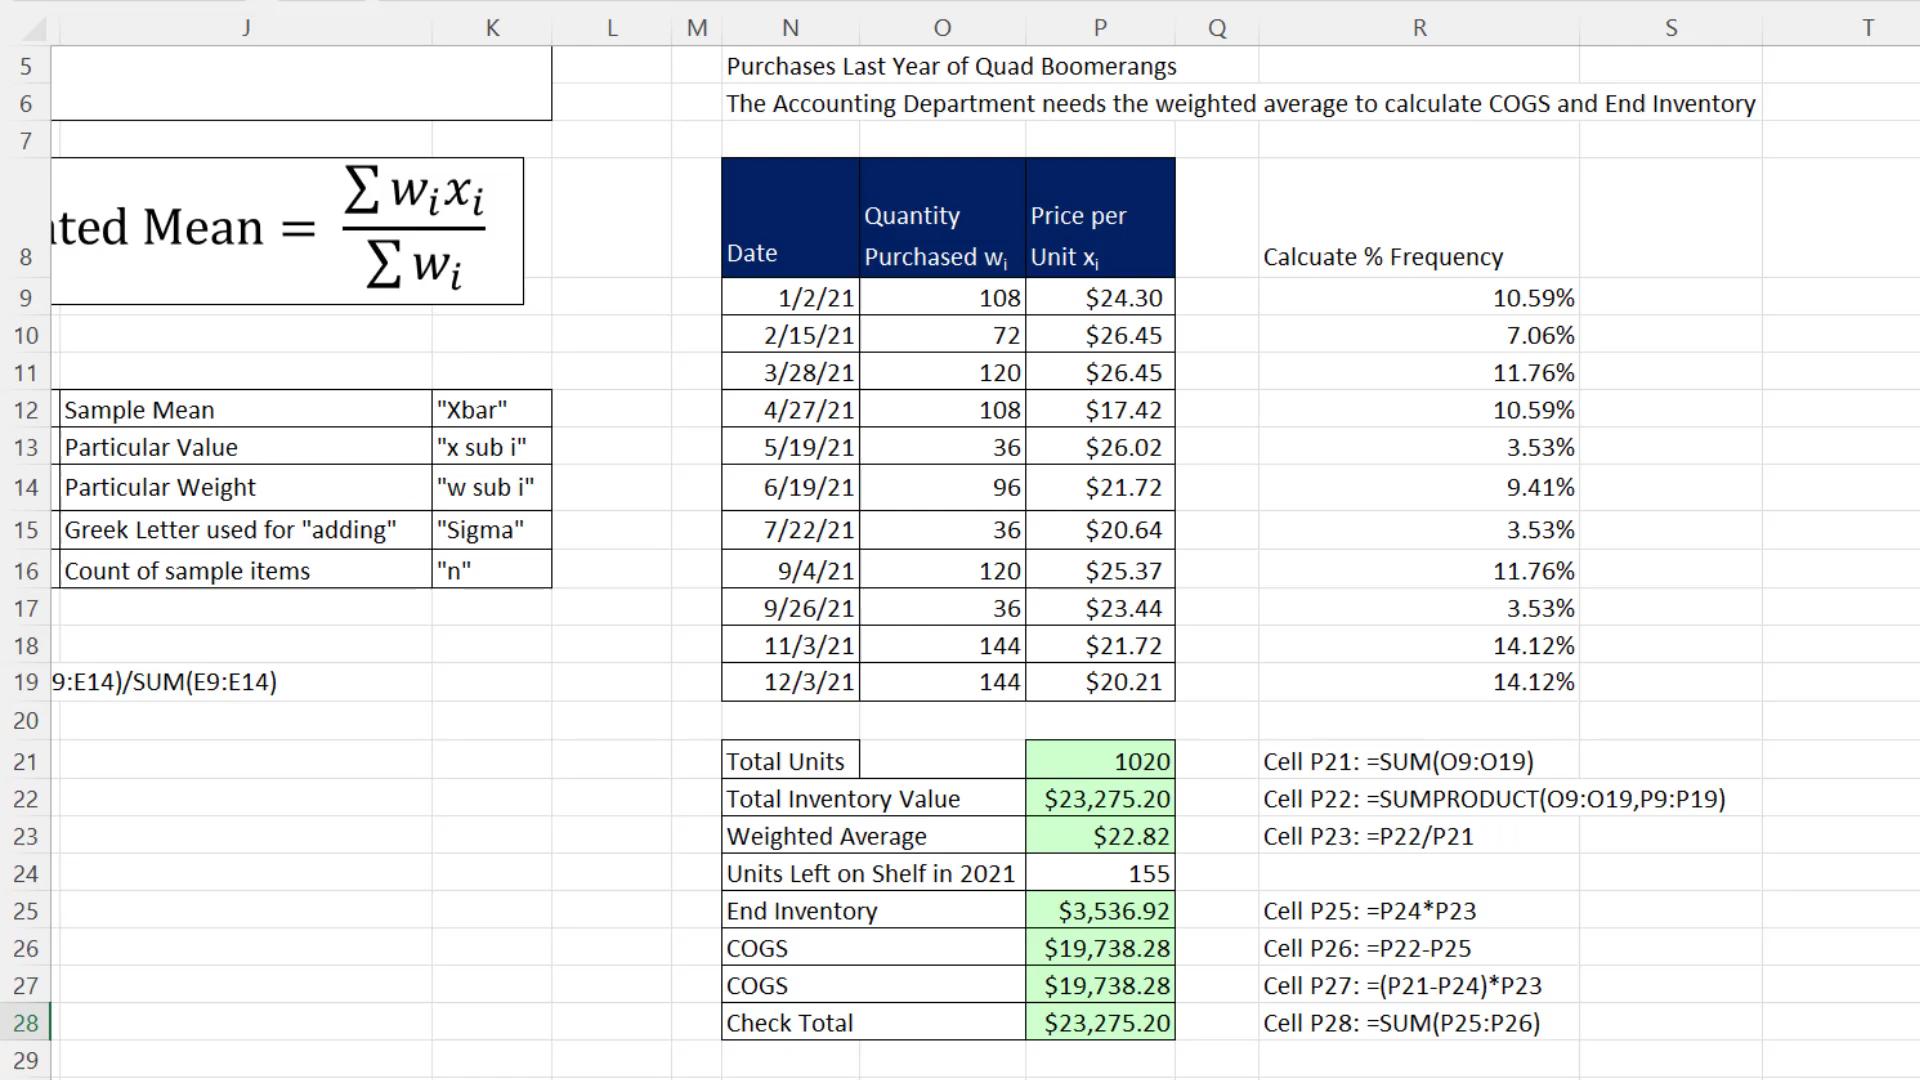 J K L M N O P Q R S T
5 Purchases Last Year of Quad Boomerangs
6 The Accounting Department needs the weighted average to calculate COGS and End Inventory
7
ted Mean = ∑ wᵢxᵢ / ∑ wᵢ
8 Date Quantity Purchased wᵢ Price per Unit xᵢ Calcuate % Frequency
9 1/2/21 108 $24.30 10.59%
10 2/15/21 72 $26.45 7.06%
11 3/28/21 120 $26.45 11.76%
12 Sample Mean "Xbar" 4/27/21 108 $17.42 10.59%
13 Particular Value "x sub i" 5/19/21 36 $26.02 3.53%
14 Particular Weight "w sub i" 6/19/21 96 $21.72 9.41%
15 Greek Letter used for "adding" "Sigma" 7/22/21 36 $20.64 3.53%
16 Count of sample items "n" 9/4/21 120 $25.37 11.76%
17 9/26/21 36 $23.44 3.53%
18 11/3/21 144 $21.72 14.12%
19 9:E14)/SUM(E9:E14) 12/3/21 144 $20.21 14.12%
20
21 Total Units 1020 Cell P21: =SUM(O9:O19)
22 Total Inventory Value $23,275.20 Cell P22: =SUMPRODUCT(O9:O19,P9:P19)
23 Weighted Average $22.82 Cell P23: =P22/P21
24 Units Left on Shelf in 2021 155
25 End Inventory $3,536.92 Cell P25: =P24*P23
26 COGS $19,738.28 Cell P26: =P22-P25
27 COGS $19,738.28 Cell P27: =(P21-P24)*P23
28 Check Total $23,275.20 Cell P28: =SUM(P25:P26)
29